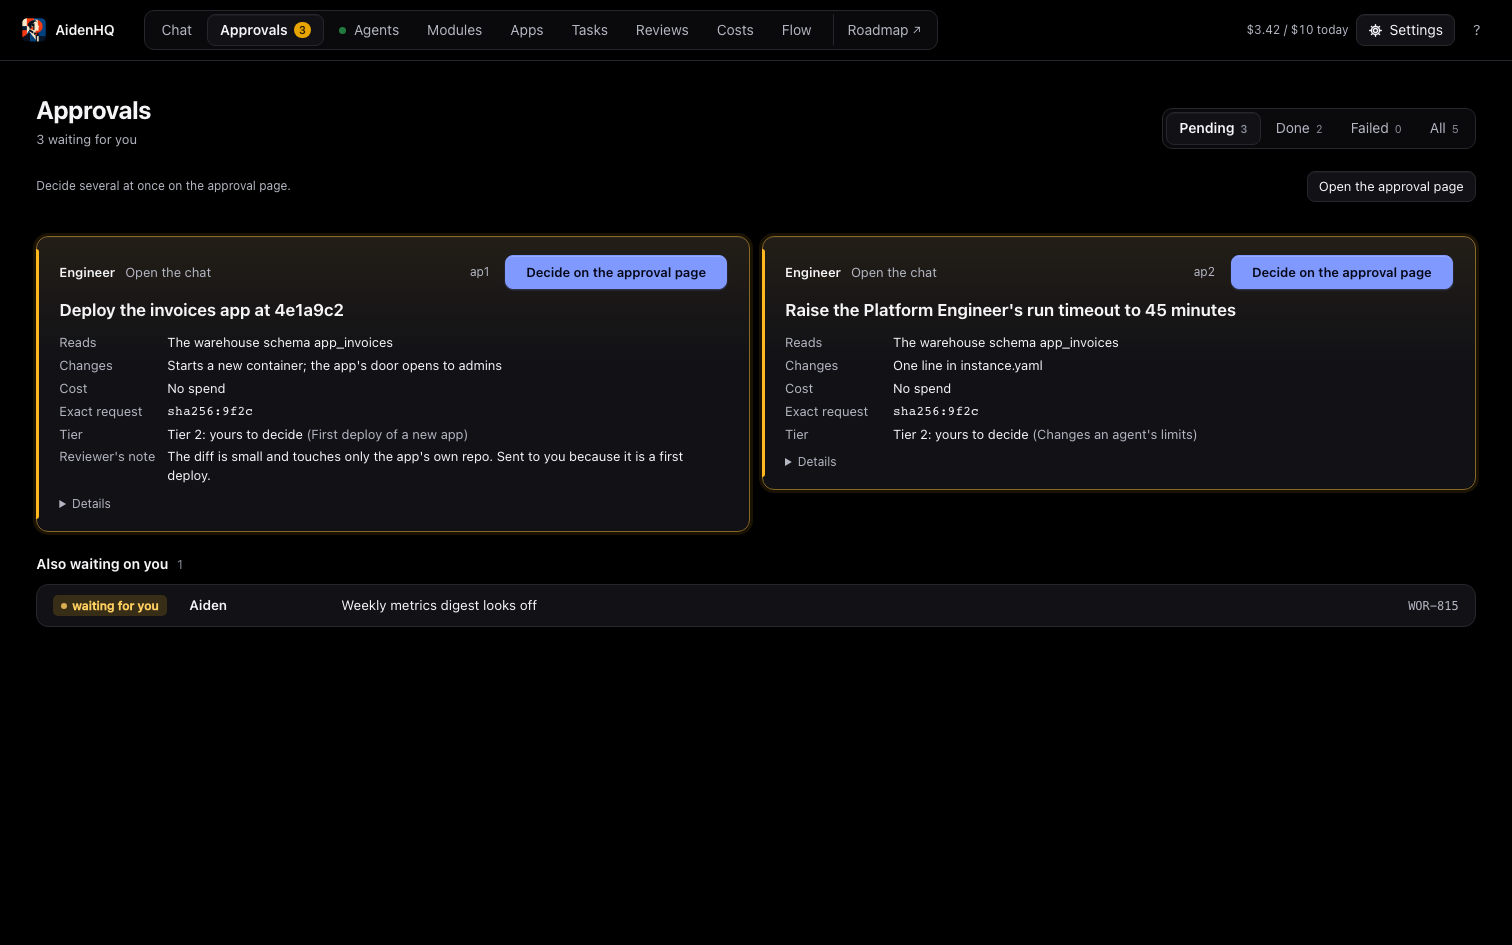 AidenHQ
Chat
Approvals 3
Agents
Modules
Apps
Tasks
Reviews
Costs
Flow
Roadmap ↗
$3.42 / $10 today
Settings
?
Approvals
3 waiting for you
Pending 3
Done 2
Failed 0
All 5
Decide several at once on the approval page.
Open the approval page
Engineer Open the chat
ap1
Decide on the approval page
Deploy the invoices app at 4e1a9c2
Reads The warehouse schema app_invoices
Changes Starts a new container; the app's door opens to admins
Cost No spend
Exact request sha256:9f2c
Tier Tier 2: yours to decide (First deploy of a new app)
Reviewer's note The diff is small and touches only the app's own repo. Sent to you because it is a first
deploy.
Details
Engineer Open the chat
ap2
Decide on the approval page
Raise the Platform Engineer's run timeout to 45 minutes
Reads The warehouse schema app_invoices
Changes One line in instance.yaml
Cost No spend
Exact request sha256:9f2c
Tier Tier 2: yours to decide (Changes an agent's limits)
Details
Also waiting on you 1
waiting for you Aiden Weekly metrics digest looks off WOR-815